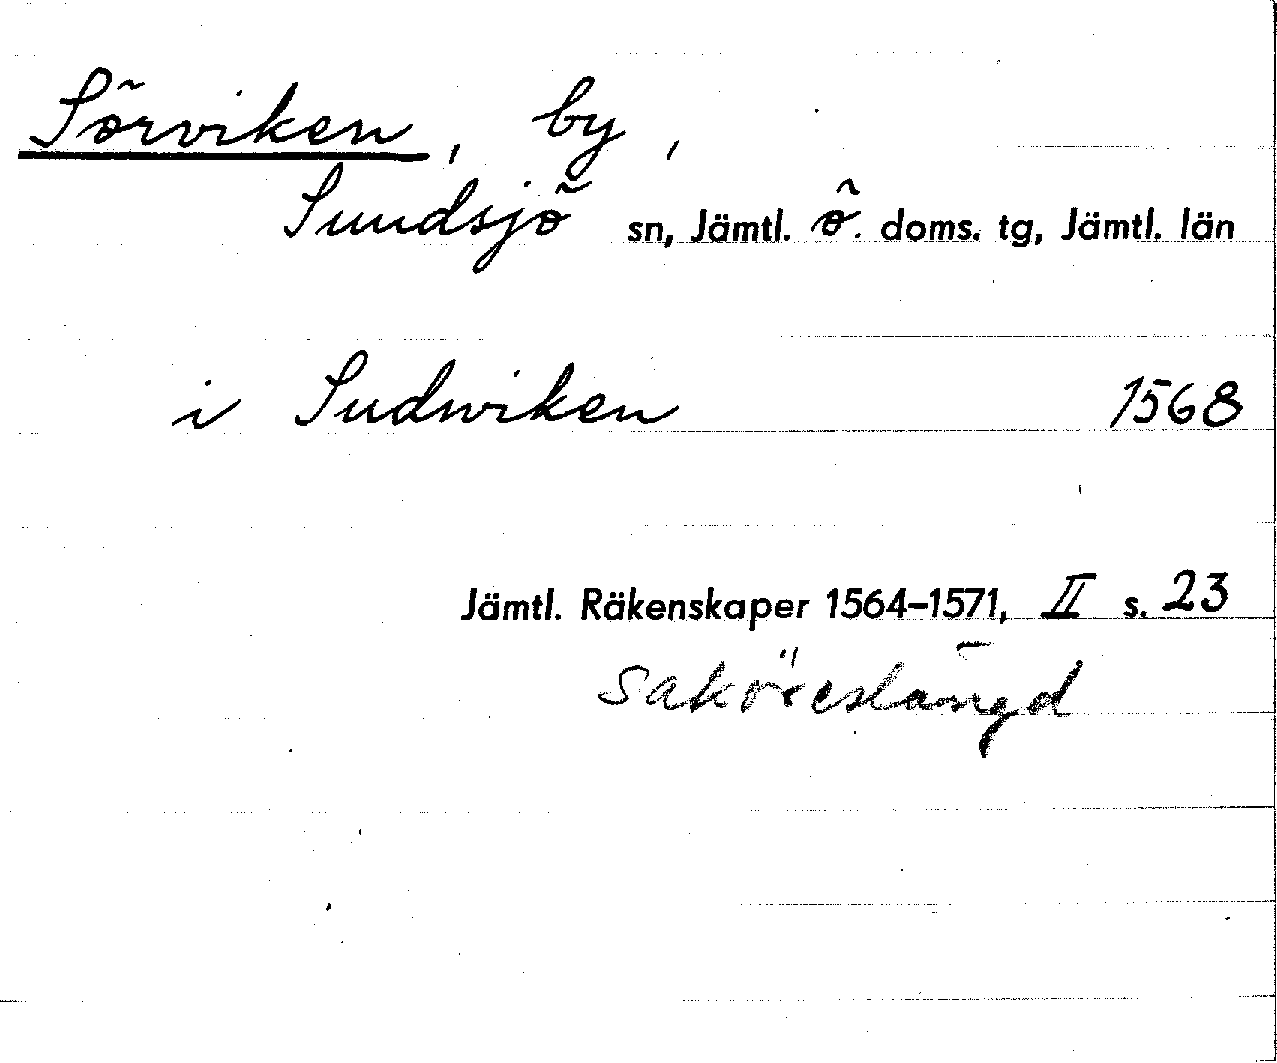 Sörviken, by,
Sundsjö sn, Jämtl. ö. doms. tg, Jämtl. län
i Sudwiken 1568
Jämtl. Räkenskaper 1564–1571, II s. 23
saköreslängd